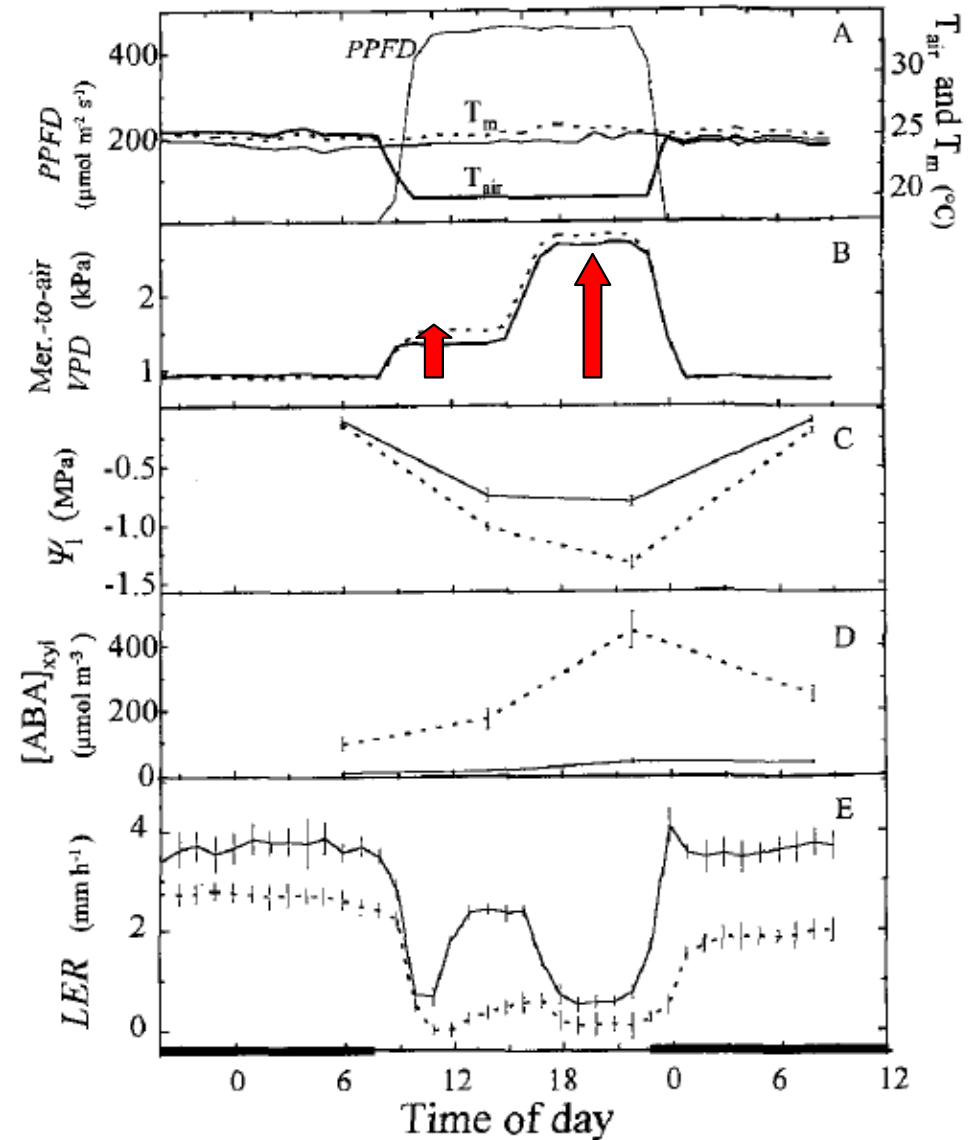 A
PPFD
T_m
T_air
400
200
PPFD
(µmol m⁻² s¹)
30
25
20
T_air and T_m (°C)
B
Mer.-to-air
VPD (kPa)
2
1
C
Ψ_l (MPa)
-0.5
-1.0
-1.5
D
[ABA]_xyl
(µmol m⁻³)
400
200
0
E
LER (mm h⁻¹)
4
2
0
0 6 12 18 0 6 12
Time of day